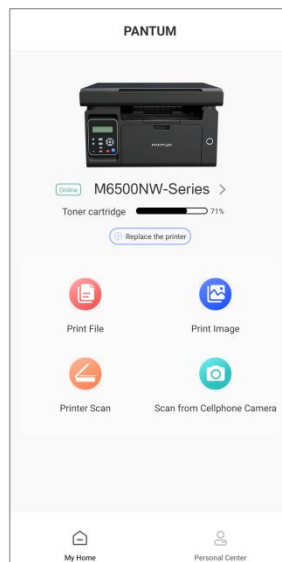 PANTUM
PANTUM
Online M6500NW-Series >
Toner cartridge 71%
Replace the printer
Print File Print Image
Printer Scan Scan from Cellphone Camera
My Home Personal Center